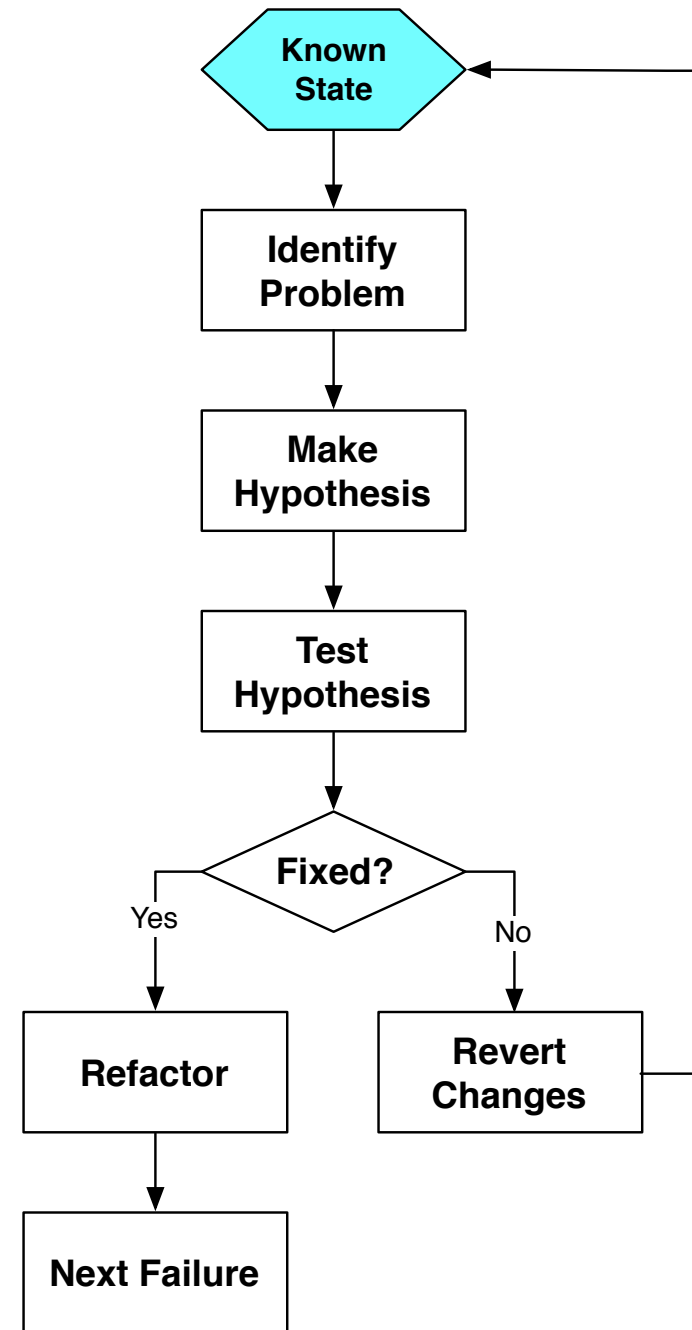 Known
State
Identify
Problem
Make
Hypothesis
Test
Hypothesis
Fixed?
Yes
No
Refactor
Revert
Changes
Next Failure